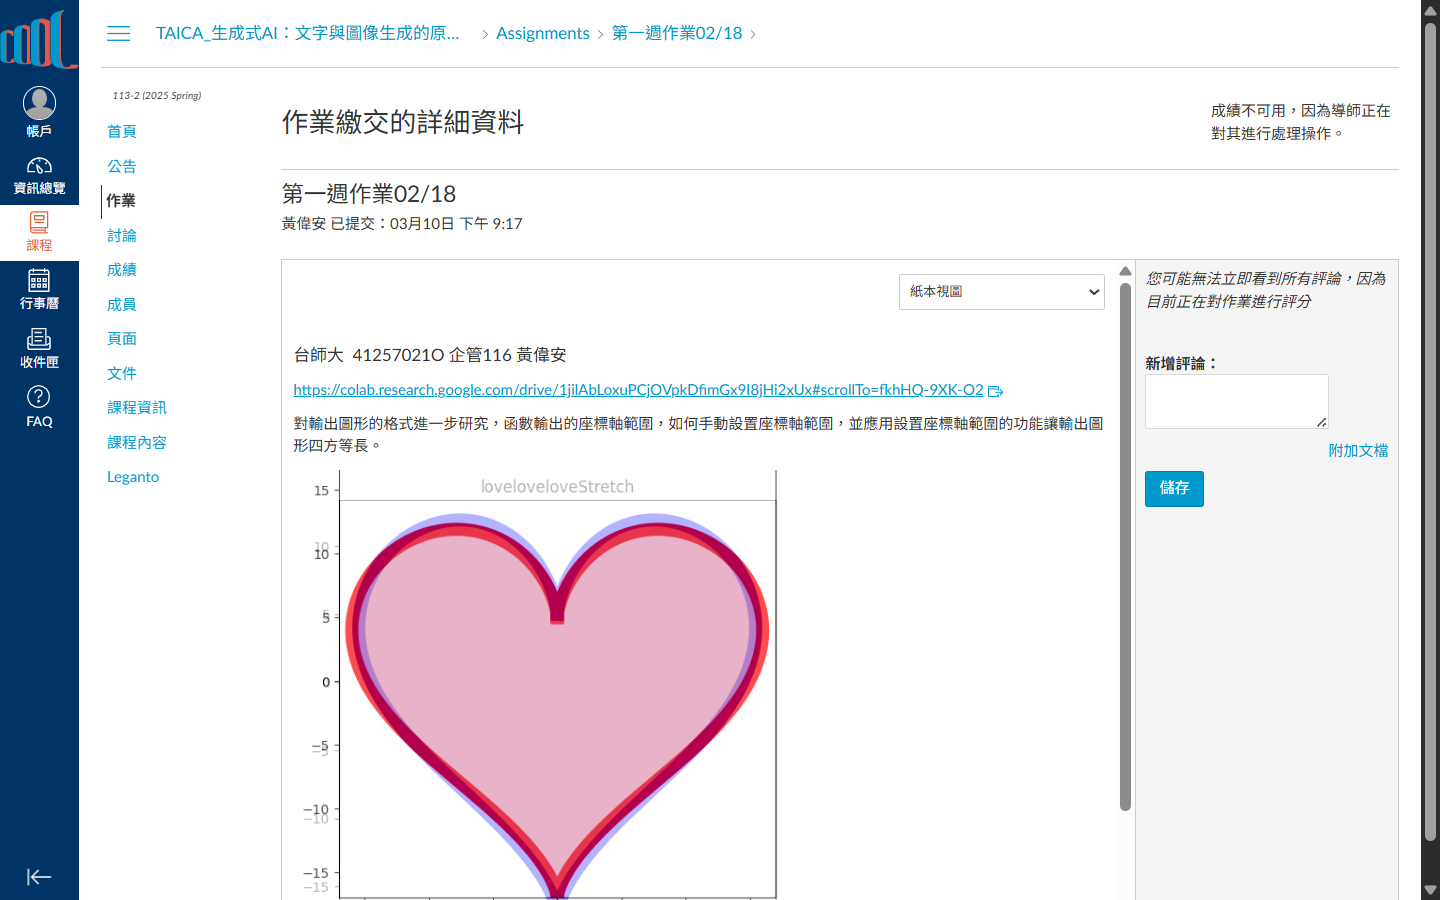 COOL
TAICA_生成式AI：文字與圖像生成的原... > Assignments > 第一週作業02/18 >
帳戶
資訊總覽
課程
行事曆
收件匣
FAQ
113-2 (2025 Spring)
首頁
公告
作業
討論
成績
成員
頁面
文件
課程資訊
課程內容
Leganto
作業繳交的詳細資料
成績不可用，因為導師正在
對其進行處理操作。
第一週作業02/18
黃偉安 已提交：03月10日 下午 9:17
紙本視圖
台師大 41257021O 企管116 黃偉安
https://colab.research.google.com/drive/1jilAbLoxuPCjOVpkDfimGx9I8jHi2xUx#scrollTo=fkhHQ-9XK-O2
對輸出圖形的格式進一步研究，函數輸出的座標軸範圍，如何手動設置座標軸範圍，並應用設置座標軸範圍的功能讓輸出圖
形四方等長。
loveloveloveStretch
15
10
10
5
5
0
−5
−5
−10
−10
−15
−15
您可能無法立即看到所有評論，因為
目前正在對作業進行評分
新增評論：
附加文檔
儲存